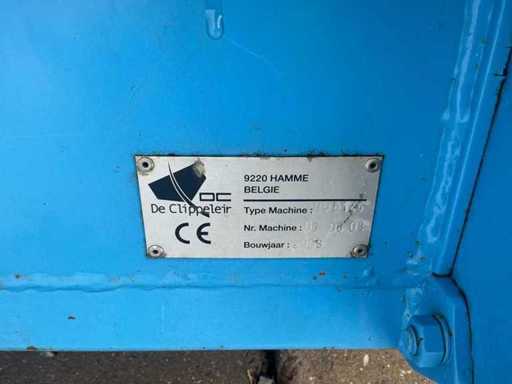 DC
De Clippeleir
CE
9220 HAMME
BELGIE
Type Machine :
Nr. Machine :
Bouwjaar :